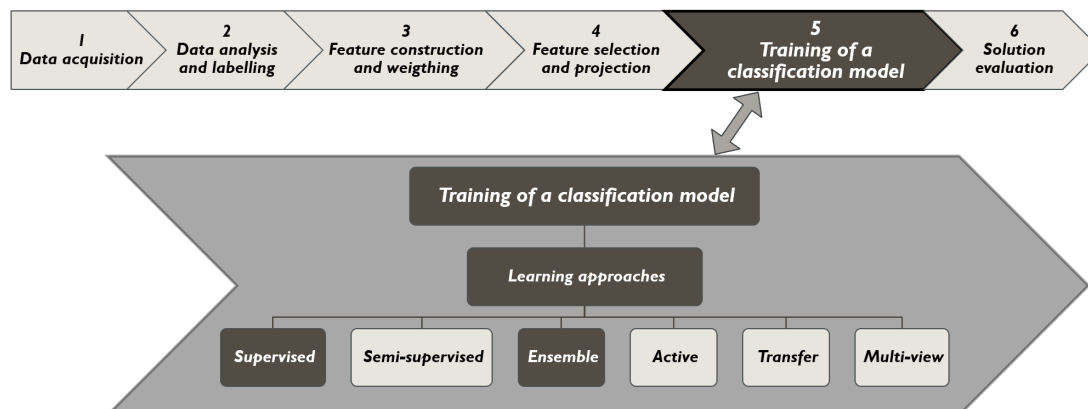 1
Data acquisition
2
Data analysis
and labelling
3
Feature construction
and weigthing
4
Feature selection
and projection
5
Training of a
classification model
6
Solution
evaluation
Training of a classification model
Learning approaches
Supervised
Semi-supervised
Ensemble
Active
Transfer
Multi-view